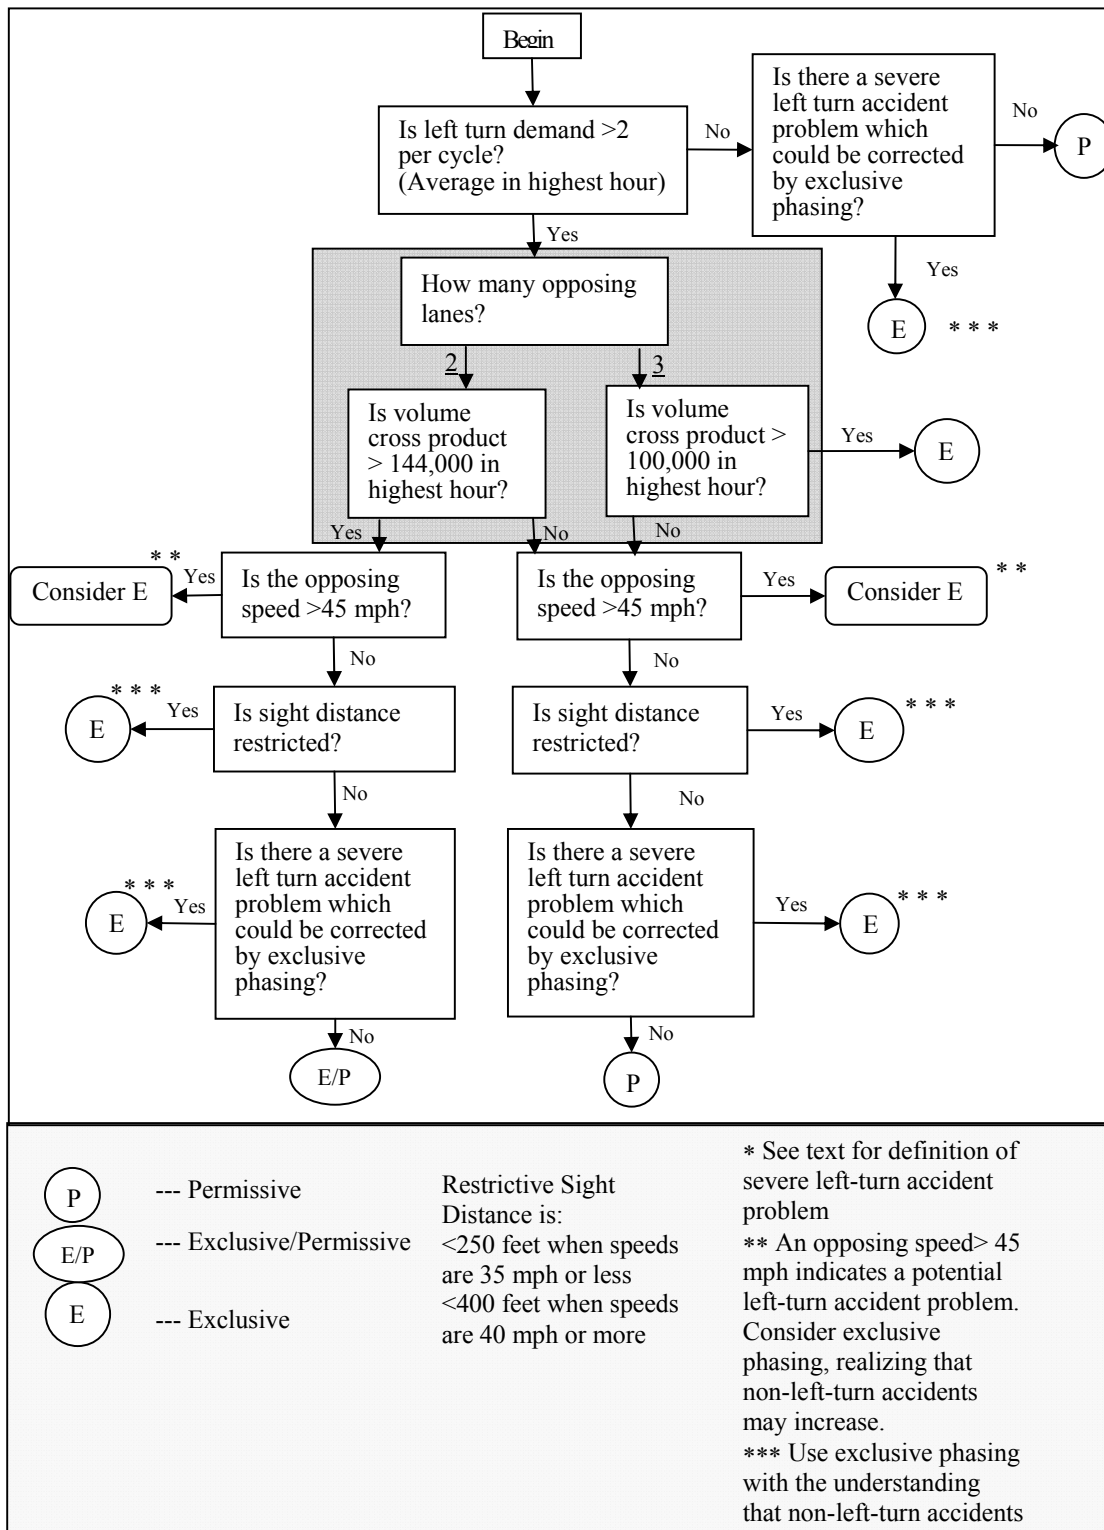 Begin
Is left turn demand >2
per cycle?
(Average in highest hour)
No
Is there a severe
left turn accident
problem which
could be corrected
by exclusive
phasing?
No
P
Yes
Yes
E
* * *
How many opposing
lanes?
2
3
Is volume
cross product
> 144,000 in
highest hour?
Is volume
cross product >
100,000 in
highest hour?
Yes
E
Yes
No
No
* *
Consider E
Yes
Is the opposing
speed >45 mph?
Is the opposing
speed >45 mph?
Yes
Consider E
* *
No
No
* * *
E
Yes
Is sight distance
restricted?
Is sight distance
restricted?
Yes
E
* * *
No
No
* * *
E
Yes
Is there a severe
left turn accident
problem which
could be corrected
by exclusive
phasing?
Is there a severe
left turn accident
problem which
could be corrected
by exclusive
phasing?
Yes
E
* * *
No
No
E/P
P
P
--- Permissive
E/P
--- Exclusive/Permissive
E
--- Exclusive
Restrictive Sight
Distance is:
<250 feet when speeds
are 35 mph or less
<400 feet when speeds
are 40 mph or more
* See text for definition of
severe left-turn accident
problem
** An opposing speed> 45
mph indicates a potential
left-turn accident problem.
Consider exclusive
phasing, realizing that
non-left-turn accidents
may increase.
*** Use exclusive phasing
with the understanding
that non-left-turn accidents